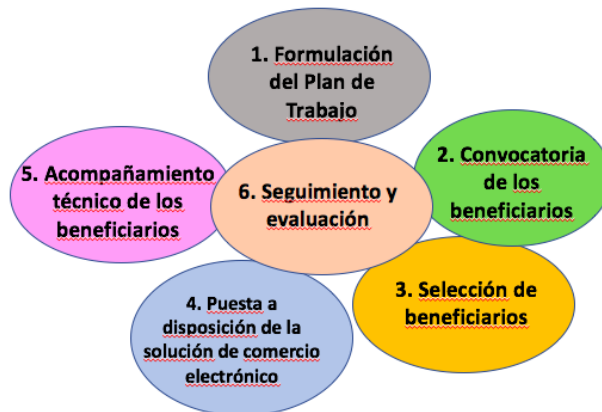 1. Formulación
del Plan de
Trabajo
2. Convocatoria
de los
beneficiarios
3. Selección de
beneficiarios
4. Puesta a
disposición de la
solución de comercio
electrónico
5. Acompañamiento
técnico de los
beneficiarios
6. Seguimiento y
evaluación